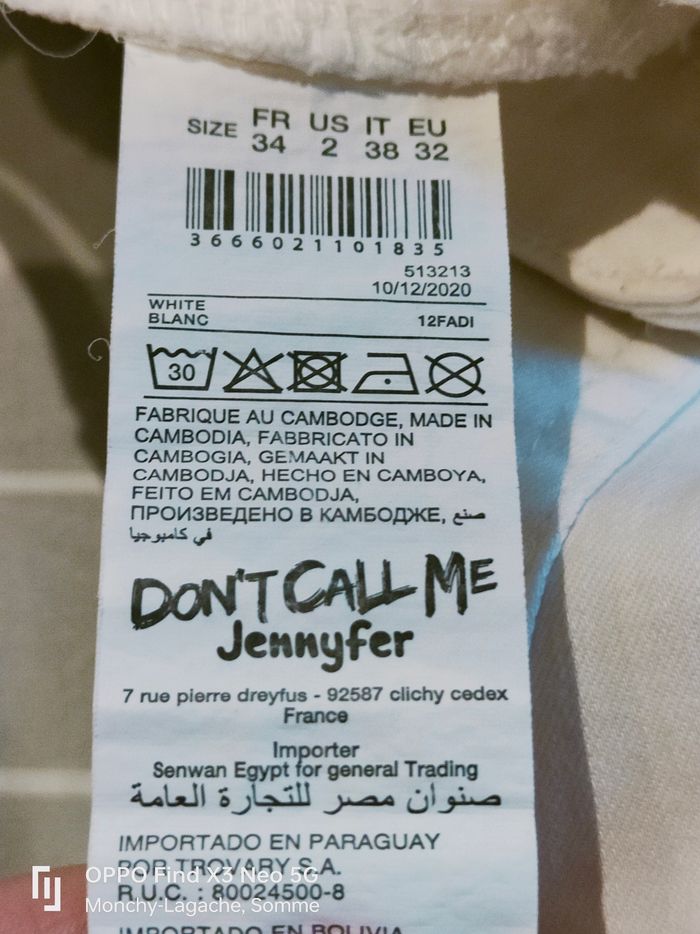 SIZE FR US IT EU
34 2 38 32
3666021101835
513213
10/12/2020
WHITE
BLANC 12FADI
30
FABRIQUE AU CAMBODGE, MADE IN
CAMBODIA, FABBRICATO IN
CAMBOGIA, GEMAAKT IN
CAMBODJA, HECHO EN CAMBOYA,
FEITO EM CAMBODJA,
ПРОИЗВЕДЕНО В КАМБОДЖЕ, صنع
في كامبوجيا
DON'T CALL ME
Jennyfer
7 rue pierre dreyfus - 92587 clichy cedex
France
Importer
Senwan Egypt for general Trading
صنوان مصر للتجارة العامة
IMPORTADO EN PARAGUAY
POR TROVARY S.A.
R.U.C. : 80024500-8
IMPORTADO EN BOLIVIA
OPPO Find X3 Neo 5G
Monchy-Lagache, Somme